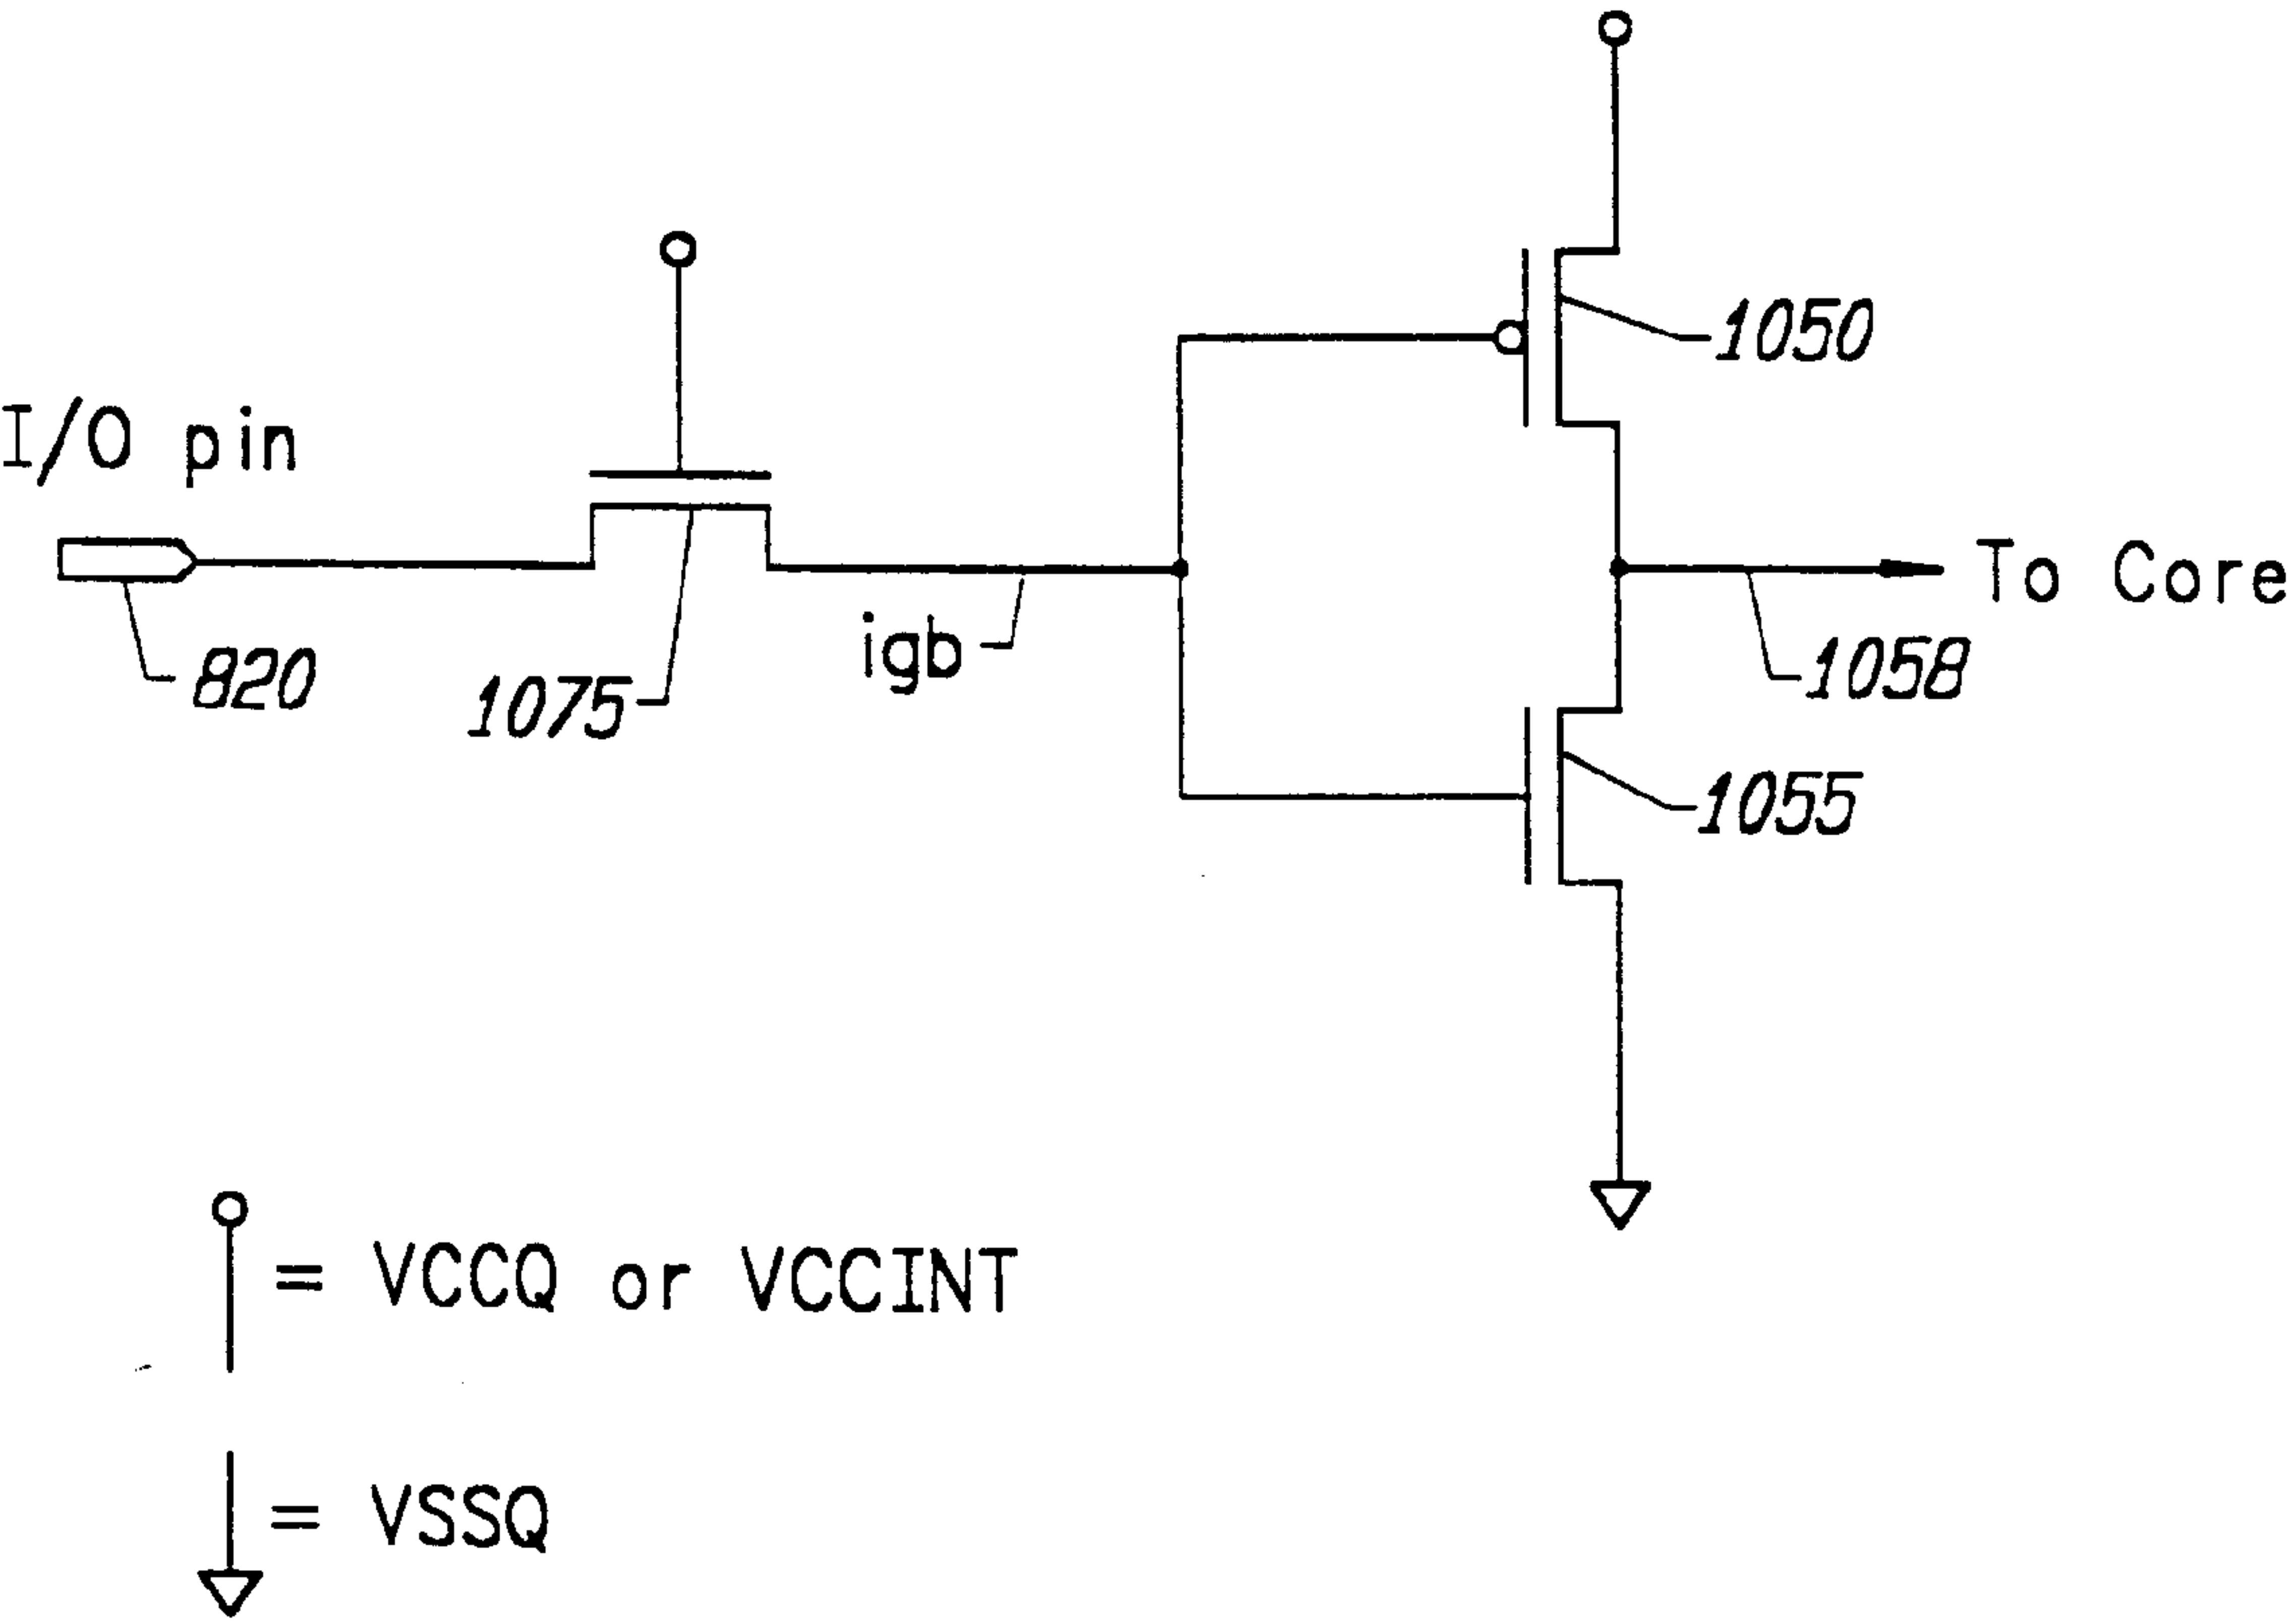 I/O pin
1050
To Core
igb
820
1075
1058
1055
= VCCQ or VCCINT
= VSSQ